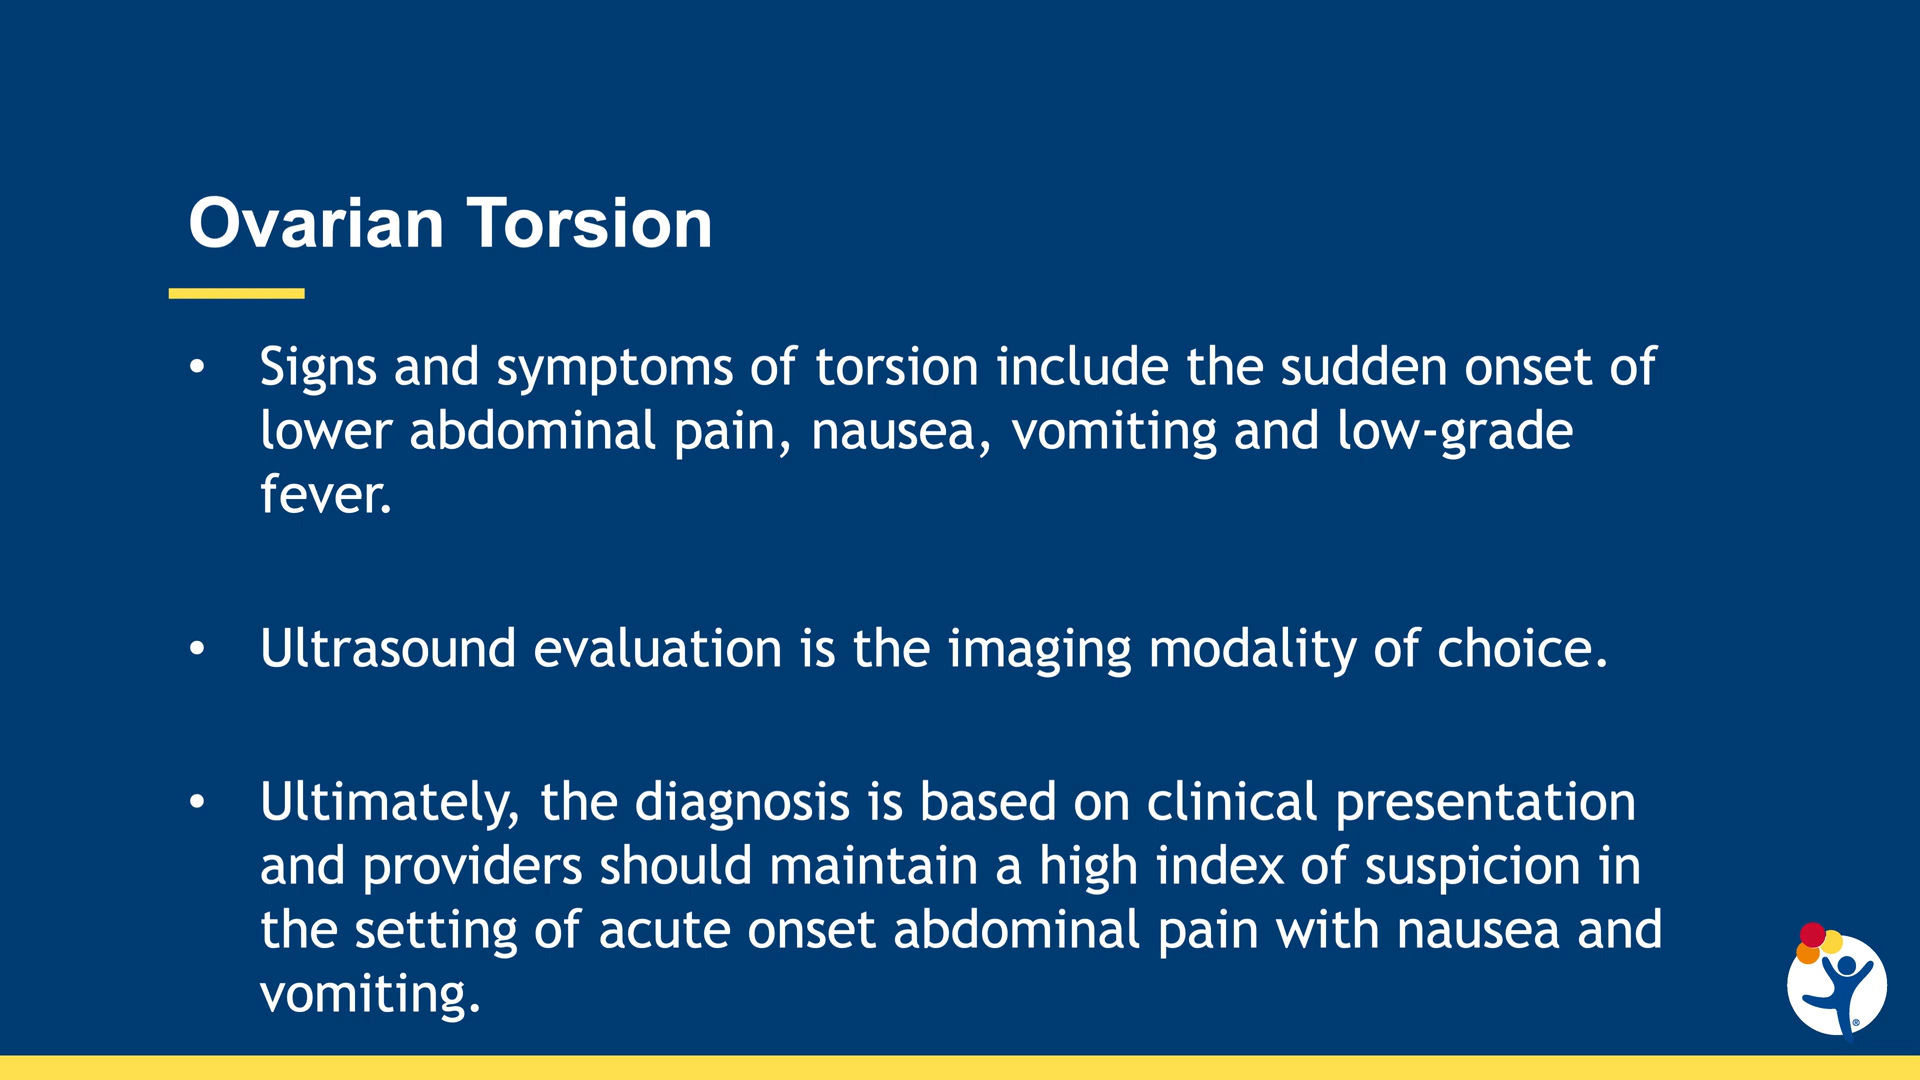 Ovarian Torsion
• Signs and symptoms of torsion include the sudden onset of
lower abdominal pain, nausea, vomiting and low-grade
fever.
• Ultrasound evaluation is the imaging modality of choice.
• Ultimately, the diagnosis is based on clinical presentation
and providers should maintain a high index of suspicion in
the setting of acute onset abdominal pain with nausea and
vomiting.
®